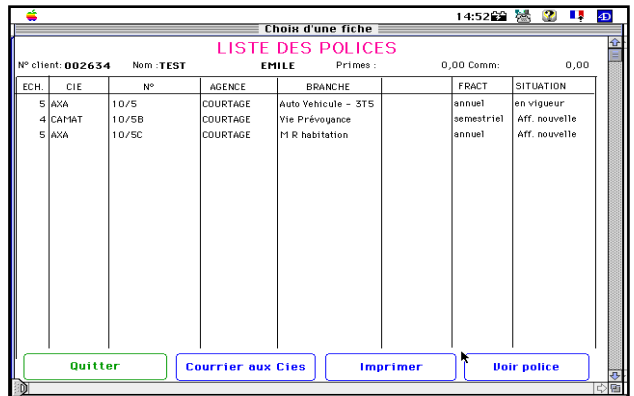 14:52
Choix d'une fiche
LISTE DES POLICES
N° client: 002634 Nom :TEST EMILE Primes : 0,00 Comm: 0,00
ECH. CIE N° AGENCE BRANCHE FRACT SITUATION
5 AXA 10/5 COURTAGE Auto Vehicule - 3T5 annuel en vigueur
4 CAMAT 10/5B COURTAGE Vie Prévoyance semestriel Aff. nouvelle
5 AXA 10/5C COURTAGE M R habitation annuel Aff. nouvelle
Quitter Courrier aux Cies Imprimer Voir police